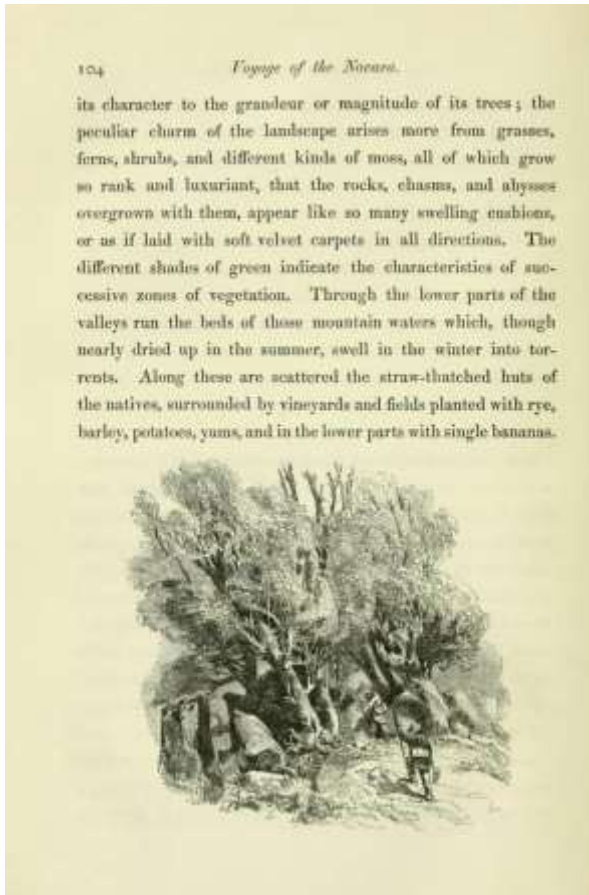 104 Voyage of the Novara.
its character to the grandeur or magnitude of its trees ; the
peculiar charm of the landscape arises more from grasses,
ferns, shrubs, and different kinds of moss, all of which grow
so rank and luxuriant, that the rocks, chasms, and abysses
overgrown with them, appear like so many swelling cushions,
or as if laid with soft velvet carpets in all directions. The
different shades of green indicate the characteristics of suc-
cessive zones of vegetation. Through the lower parts of the
valleys run the beds of those mountain waters which, though
nearly dried up in the summer, swell in the winter into tor-
rents. Along these are scattered the straw-thatched huts of
the natives, surrounded by vineyards and fields planted with rye,
barley, potatoes, yams, and in the lower parts with single bananas.